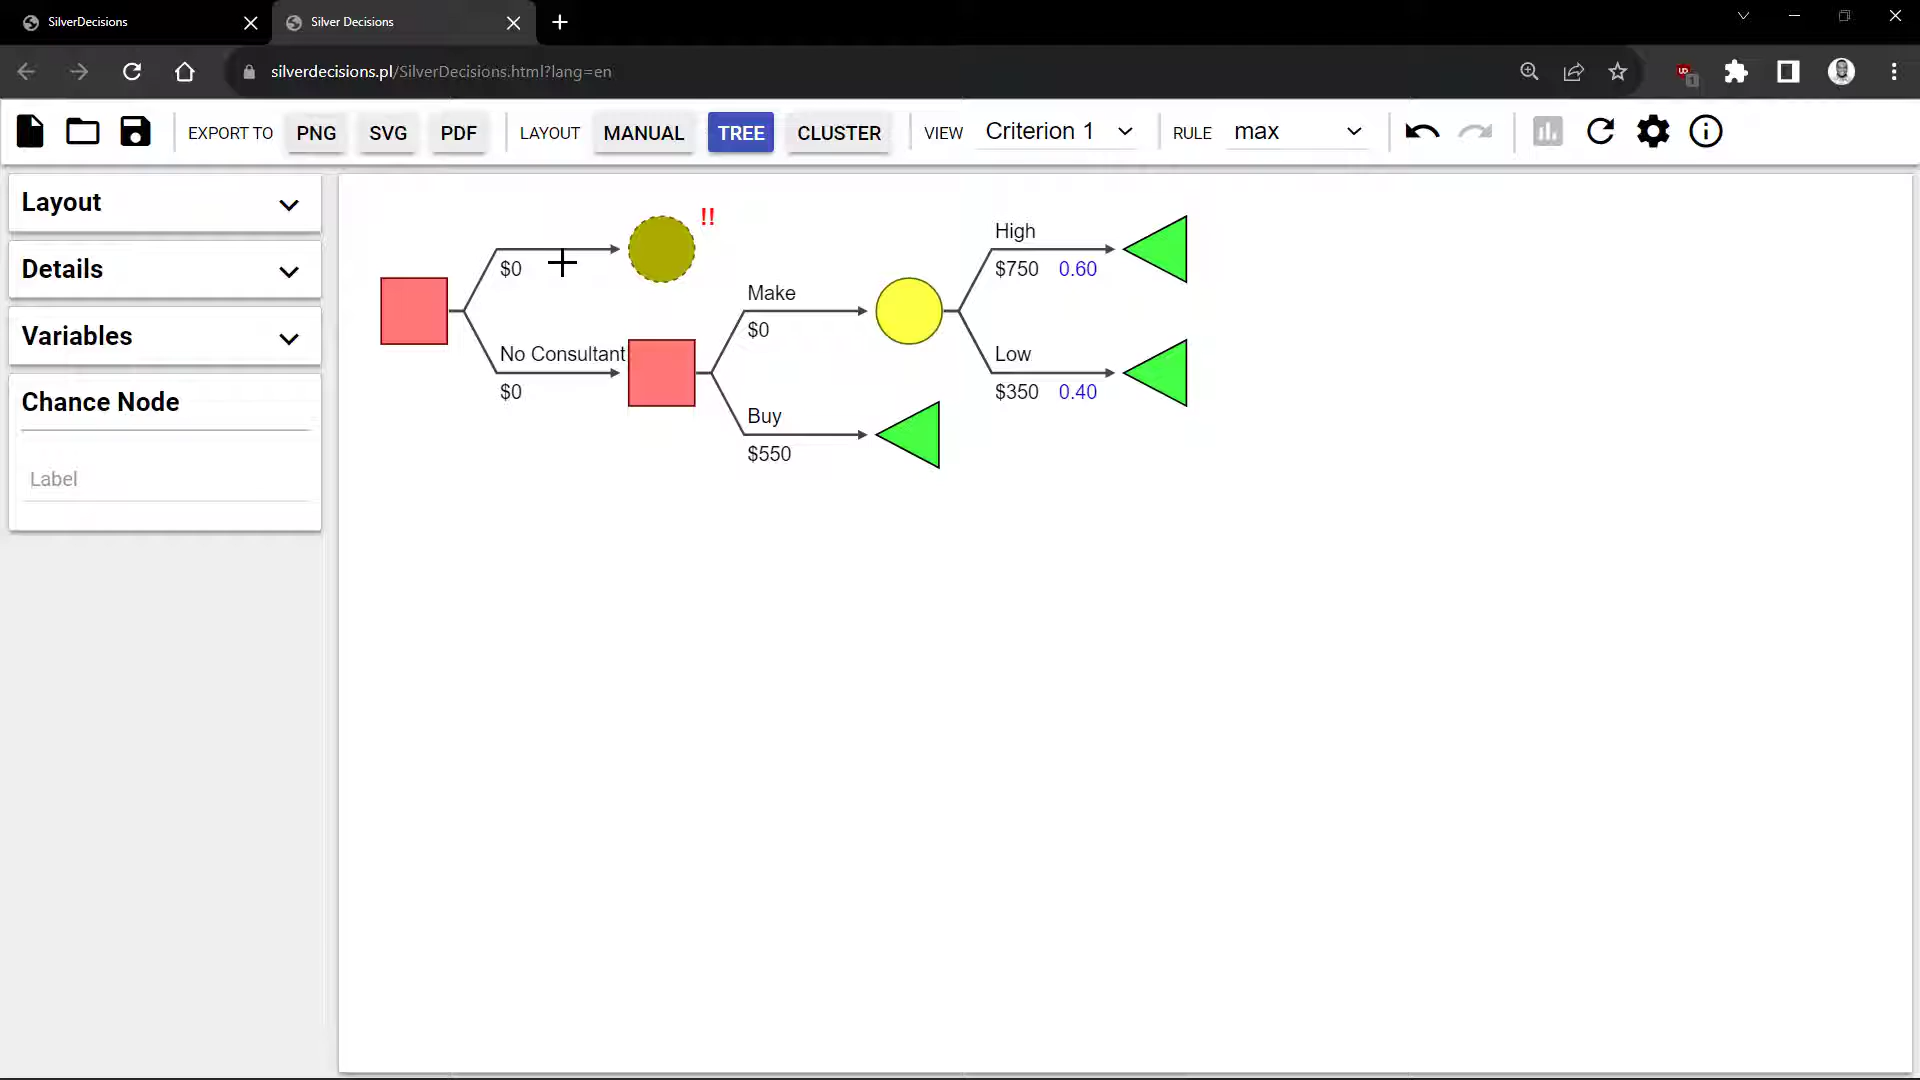 SilverDecisions
Silver Decisions
silverdecisions.pl/SilverDecisions.html?lang=en
EXPORT TO PNG SVG PDF LAYOUT MANUAL TREE CLUSTER VIEW Criterion 1 RULE max
Layout
Details
Variables
Chance Node
Label
!!
$0
No Consultant
$0
Make
$0
Buy
$550
High
$750 0.60
Low
$350 0.40